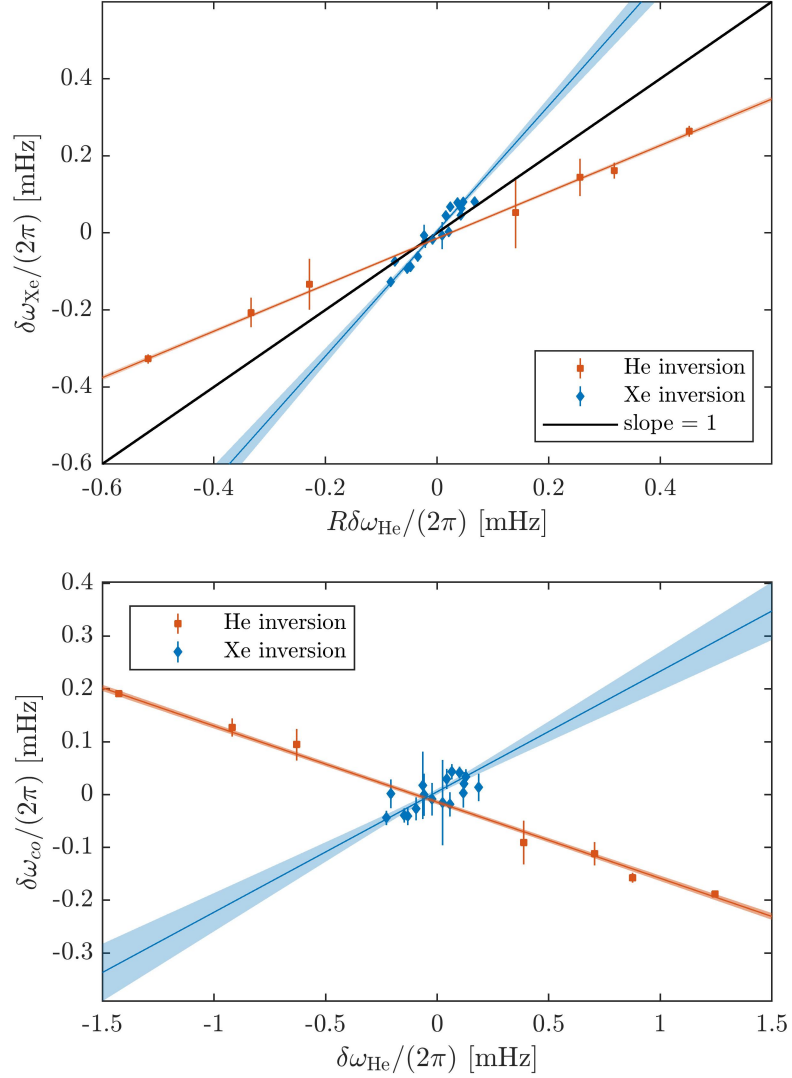 0.4
0.2
0
-0.2
-0.4
-0.6
δω_Xe/(2π) [mHz]
He inversion
Xe inversion
slope = 1
-0.6 -0.4 -0.2 0 0.2 0.4
Rδω_He/(2π) [mHz]
0.4
0.3
0.2
0.1
0
-0.1
-0.2
-0.3
δω_co/(2π) [mHz]
He inversion
Xe inversion
-1.5 -1 -0.5 0 0.5 1 1.5
δω_He/(2π) [mHz]